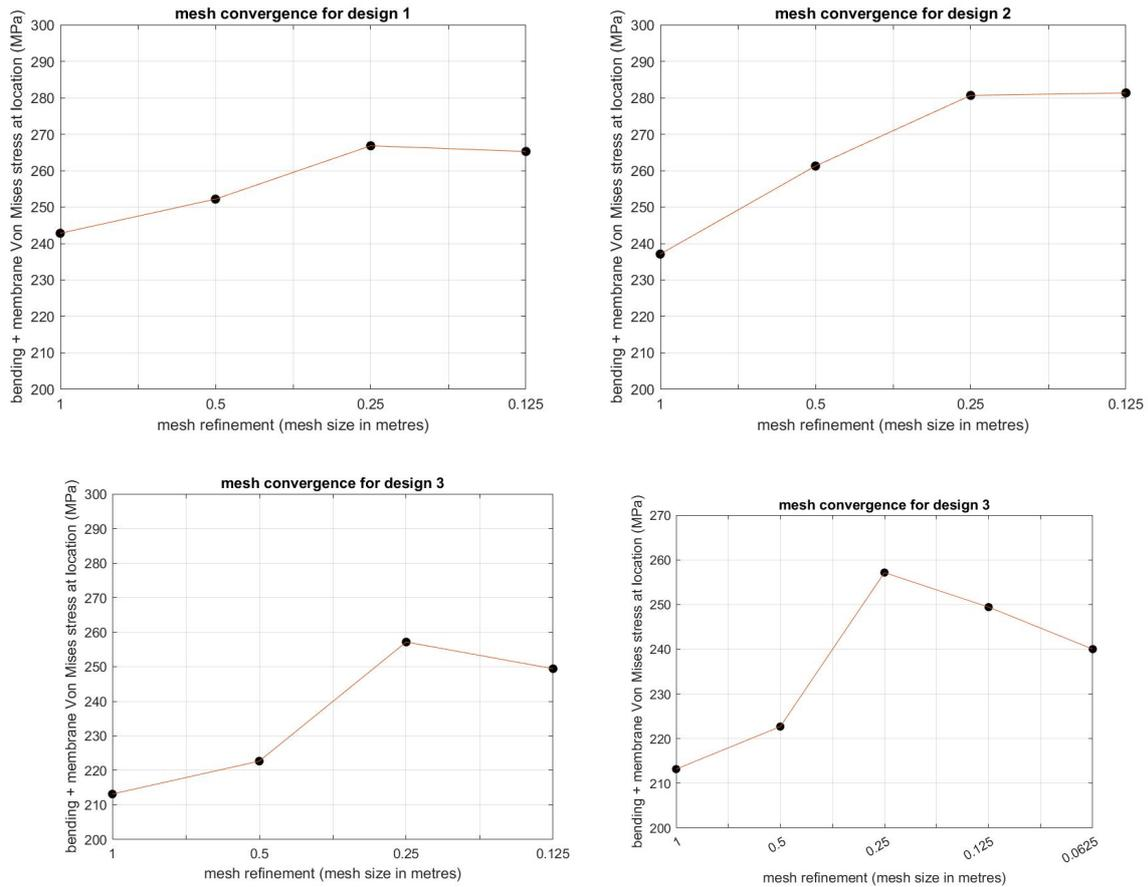 mesh convergence for design 1
bending + membrane Von Mises stress at location (MPa)
300
290
280
270
260
250
240
230
220
210
200
1 0.5 0.25 0.125
mesh refinement (mesh size in metres)
mesh convergence for design 2
bending + membrane Von Mises stress at location (MPa)
300
290
280
270
260
250
240
230
220
210
200
1 0.5 0.25 0.125
mesh refinement (mesh size in metres)
mesh convergence for design 3
bending + membrane Von Mises stress at location (MPa)
300
290
280
270
260
250
240
230
220
210
200
1 0.5 0.25 0.125
mesh refinement (mesh size in metres)
mesh convergence for design 3
bending + membrane Von Mises stress at location (MPa)
270
260
250
240
230
220
210
200
1 0.5 0.25 0.125 0.0625
mesh refinement (mesh size in metres)